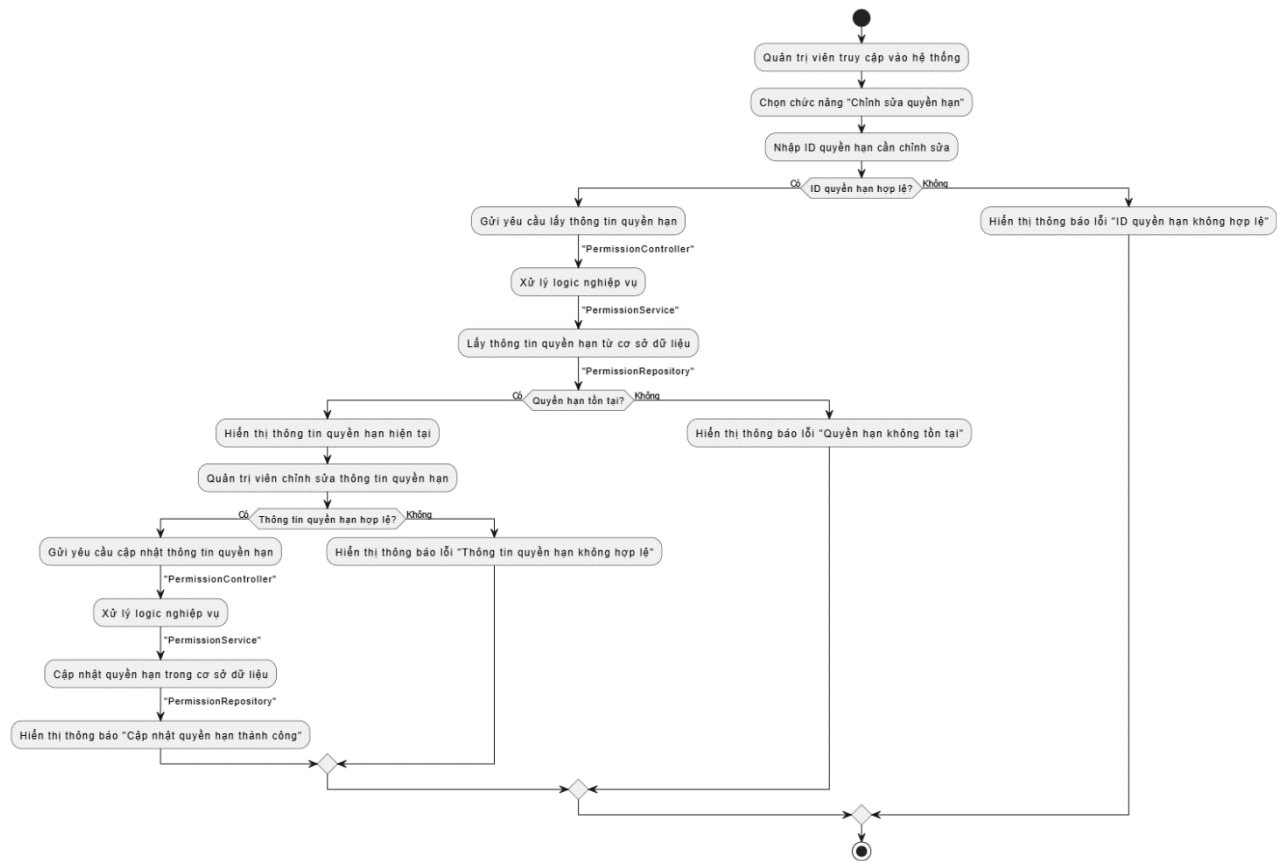 Quản trị viên truy cập vào hệ thống
Chọn chức năng "Chỉnh sửa quyền hạn"
Nhập ID quyền hạn cần chỉnh sửa
Có
ID quyền hạn hợp lệ?
Không
Gửi yêu cầu lấy thông tin quyền hạn
Hiển thị thông báo lỗi "ID quyền hạn không hợp lệ"
"PermissionController"
Xử lý logic nghiệp vụ
"PermissionService"
Lấy thông tin quyền hạn từ cơ sở dữ liệu
"PermissionRepository"
Có
Quyền hạn tồn tại?
Không
Hiển thị thông tin quyền hạn hiện tại
Hiển thị thông báo lỗi "Quyền hạn không tồn tại"
Quản trị viên chỉnh sửa thông tin quyền hạn
Có
Thông tin quyền hạn hợp lệ?
Không
Gửi yêu cầu cập nhật thông tin quyền hạn
Hiển thị thông báo lỗi "Thông tin quyền hạn không hợp lệ"
"PermissionController"
Xử lý logic nghiệp vụ
"PermissionService"
Cập nhật quyền hạn trong cơ sở dữ liệu
"PermissionRepository"
Hiển thị thông báo "Cập nhật quyền hạn thành công"